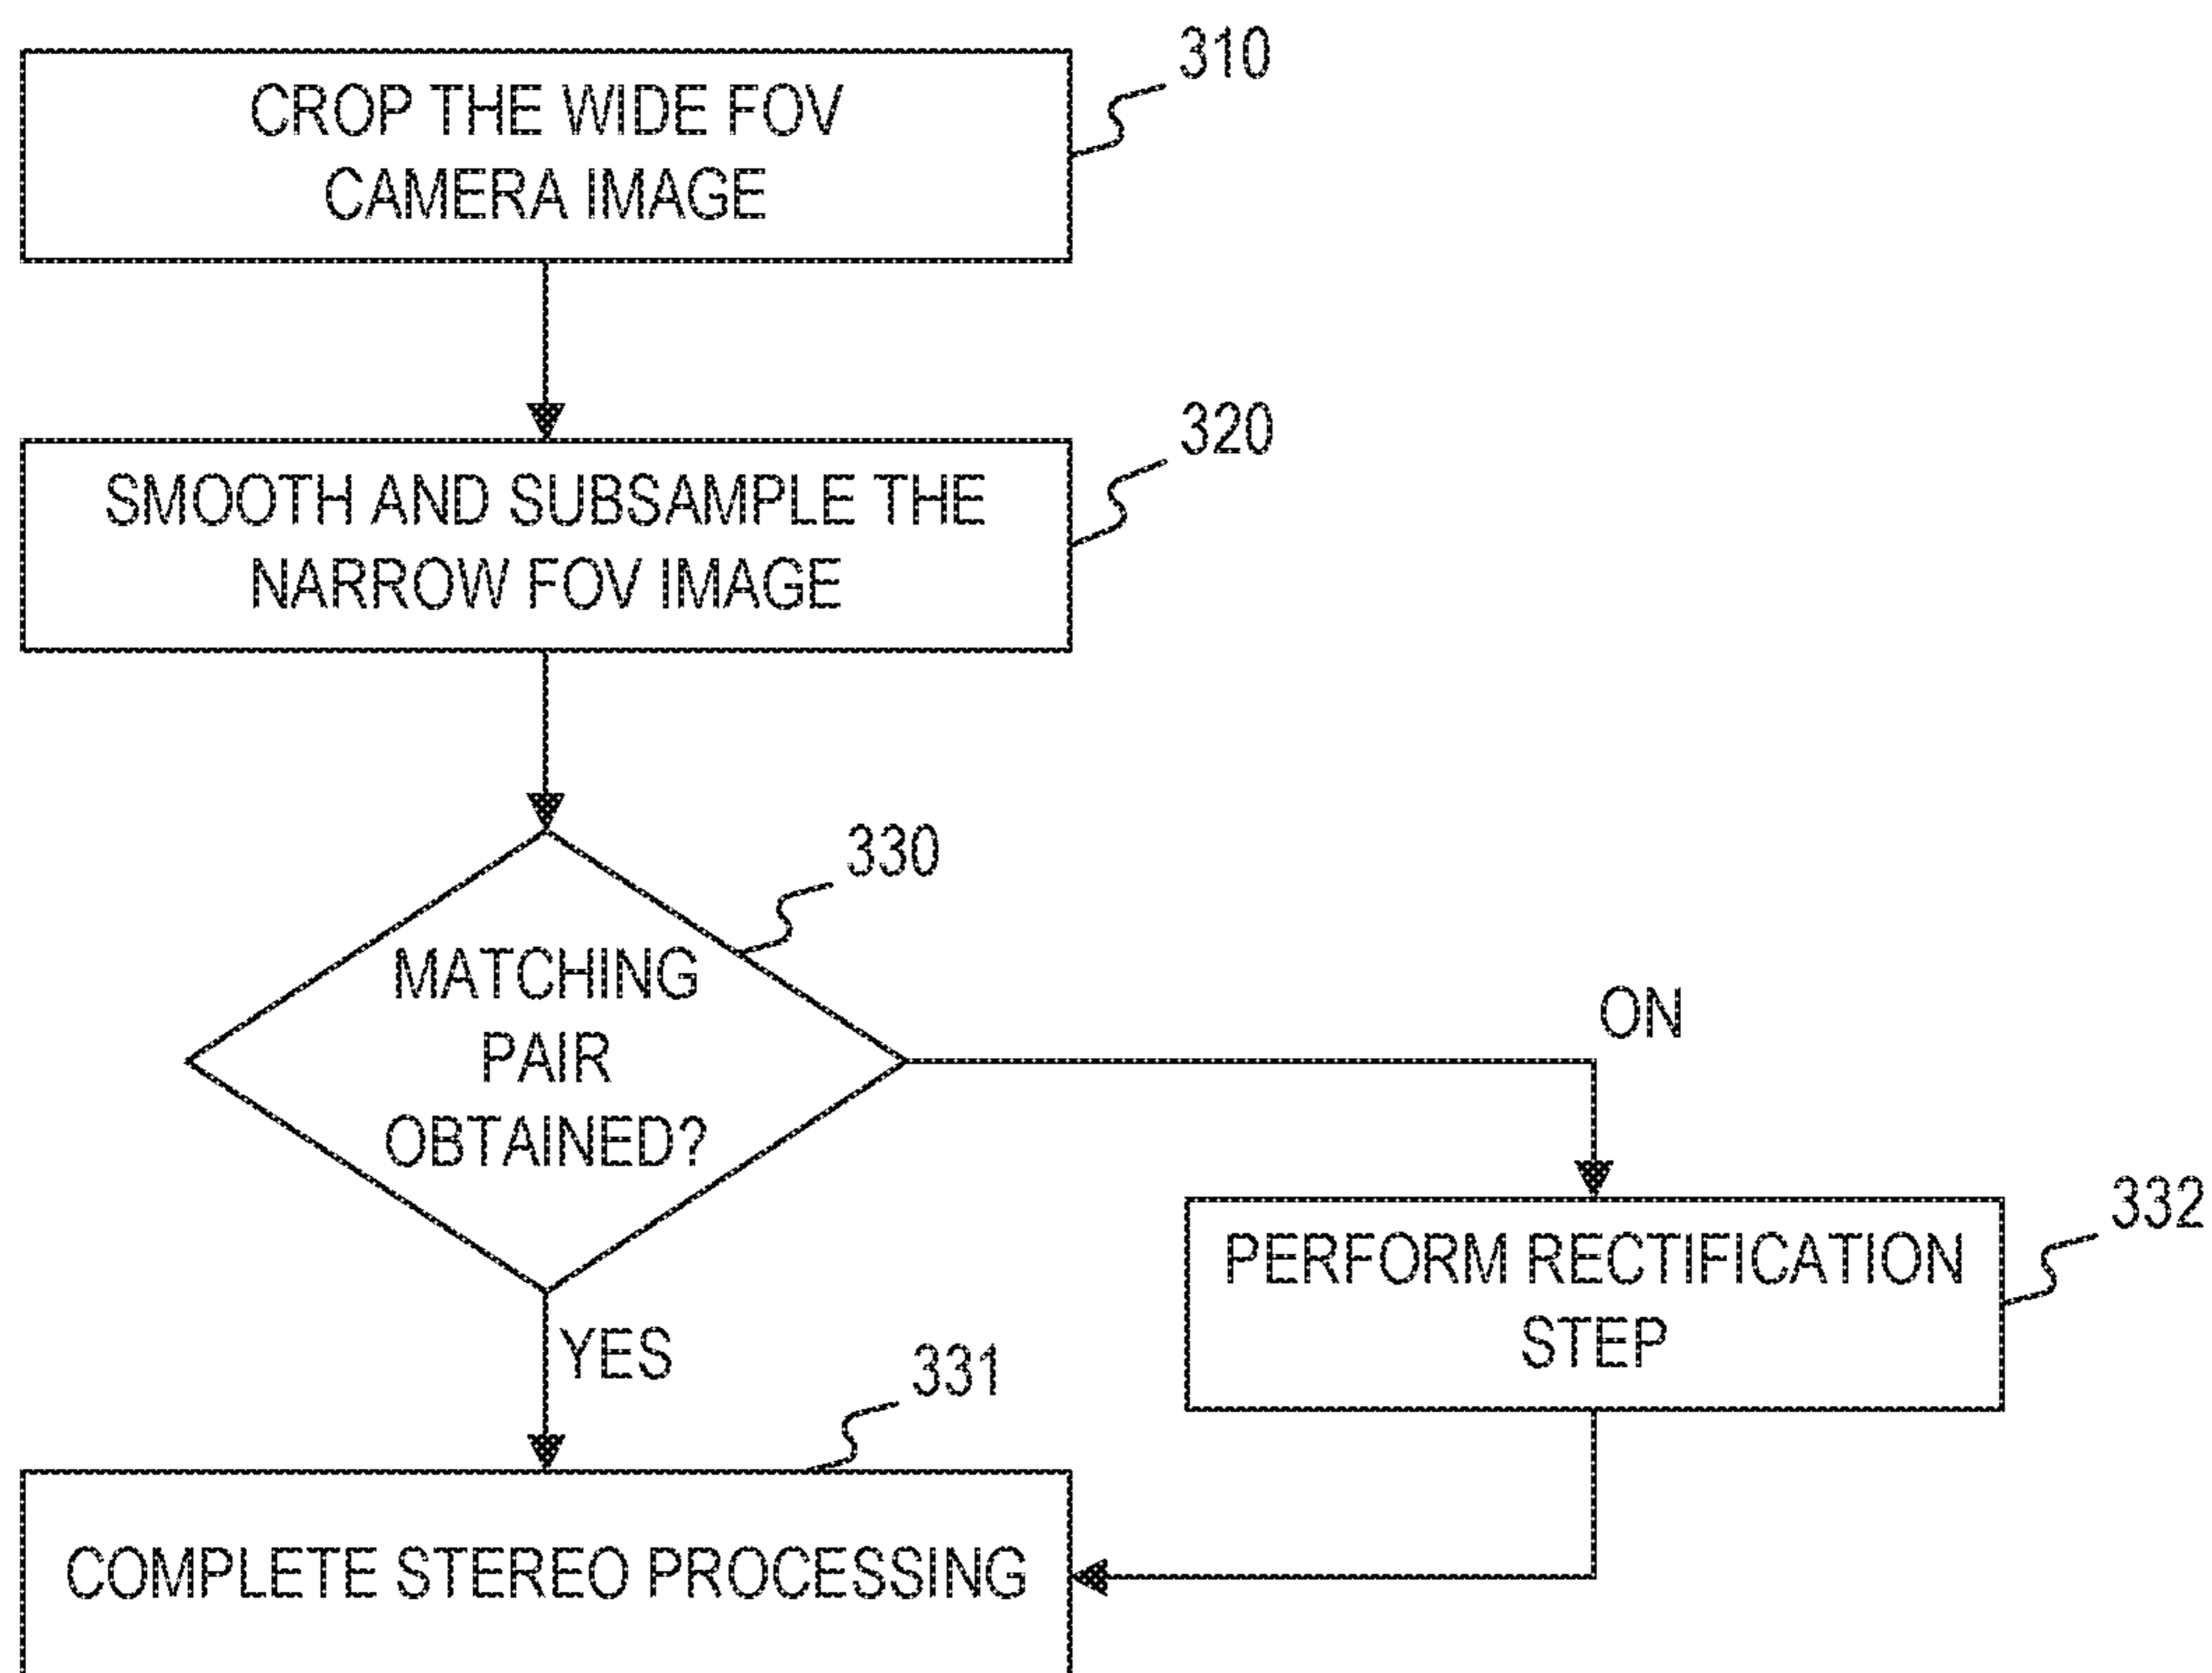 310
CROP THE WIDE FOV
CAMERA IMAGE
320
SMOOTH AND SUBSAMPLE THE
NARROW FOV IMAGE
330
MATCHING
PAIR
OBTAINED?
ON
332
PERFORM RECTIFICATION
STEP
YES
331
COMPLETE STEREO PROCESSING